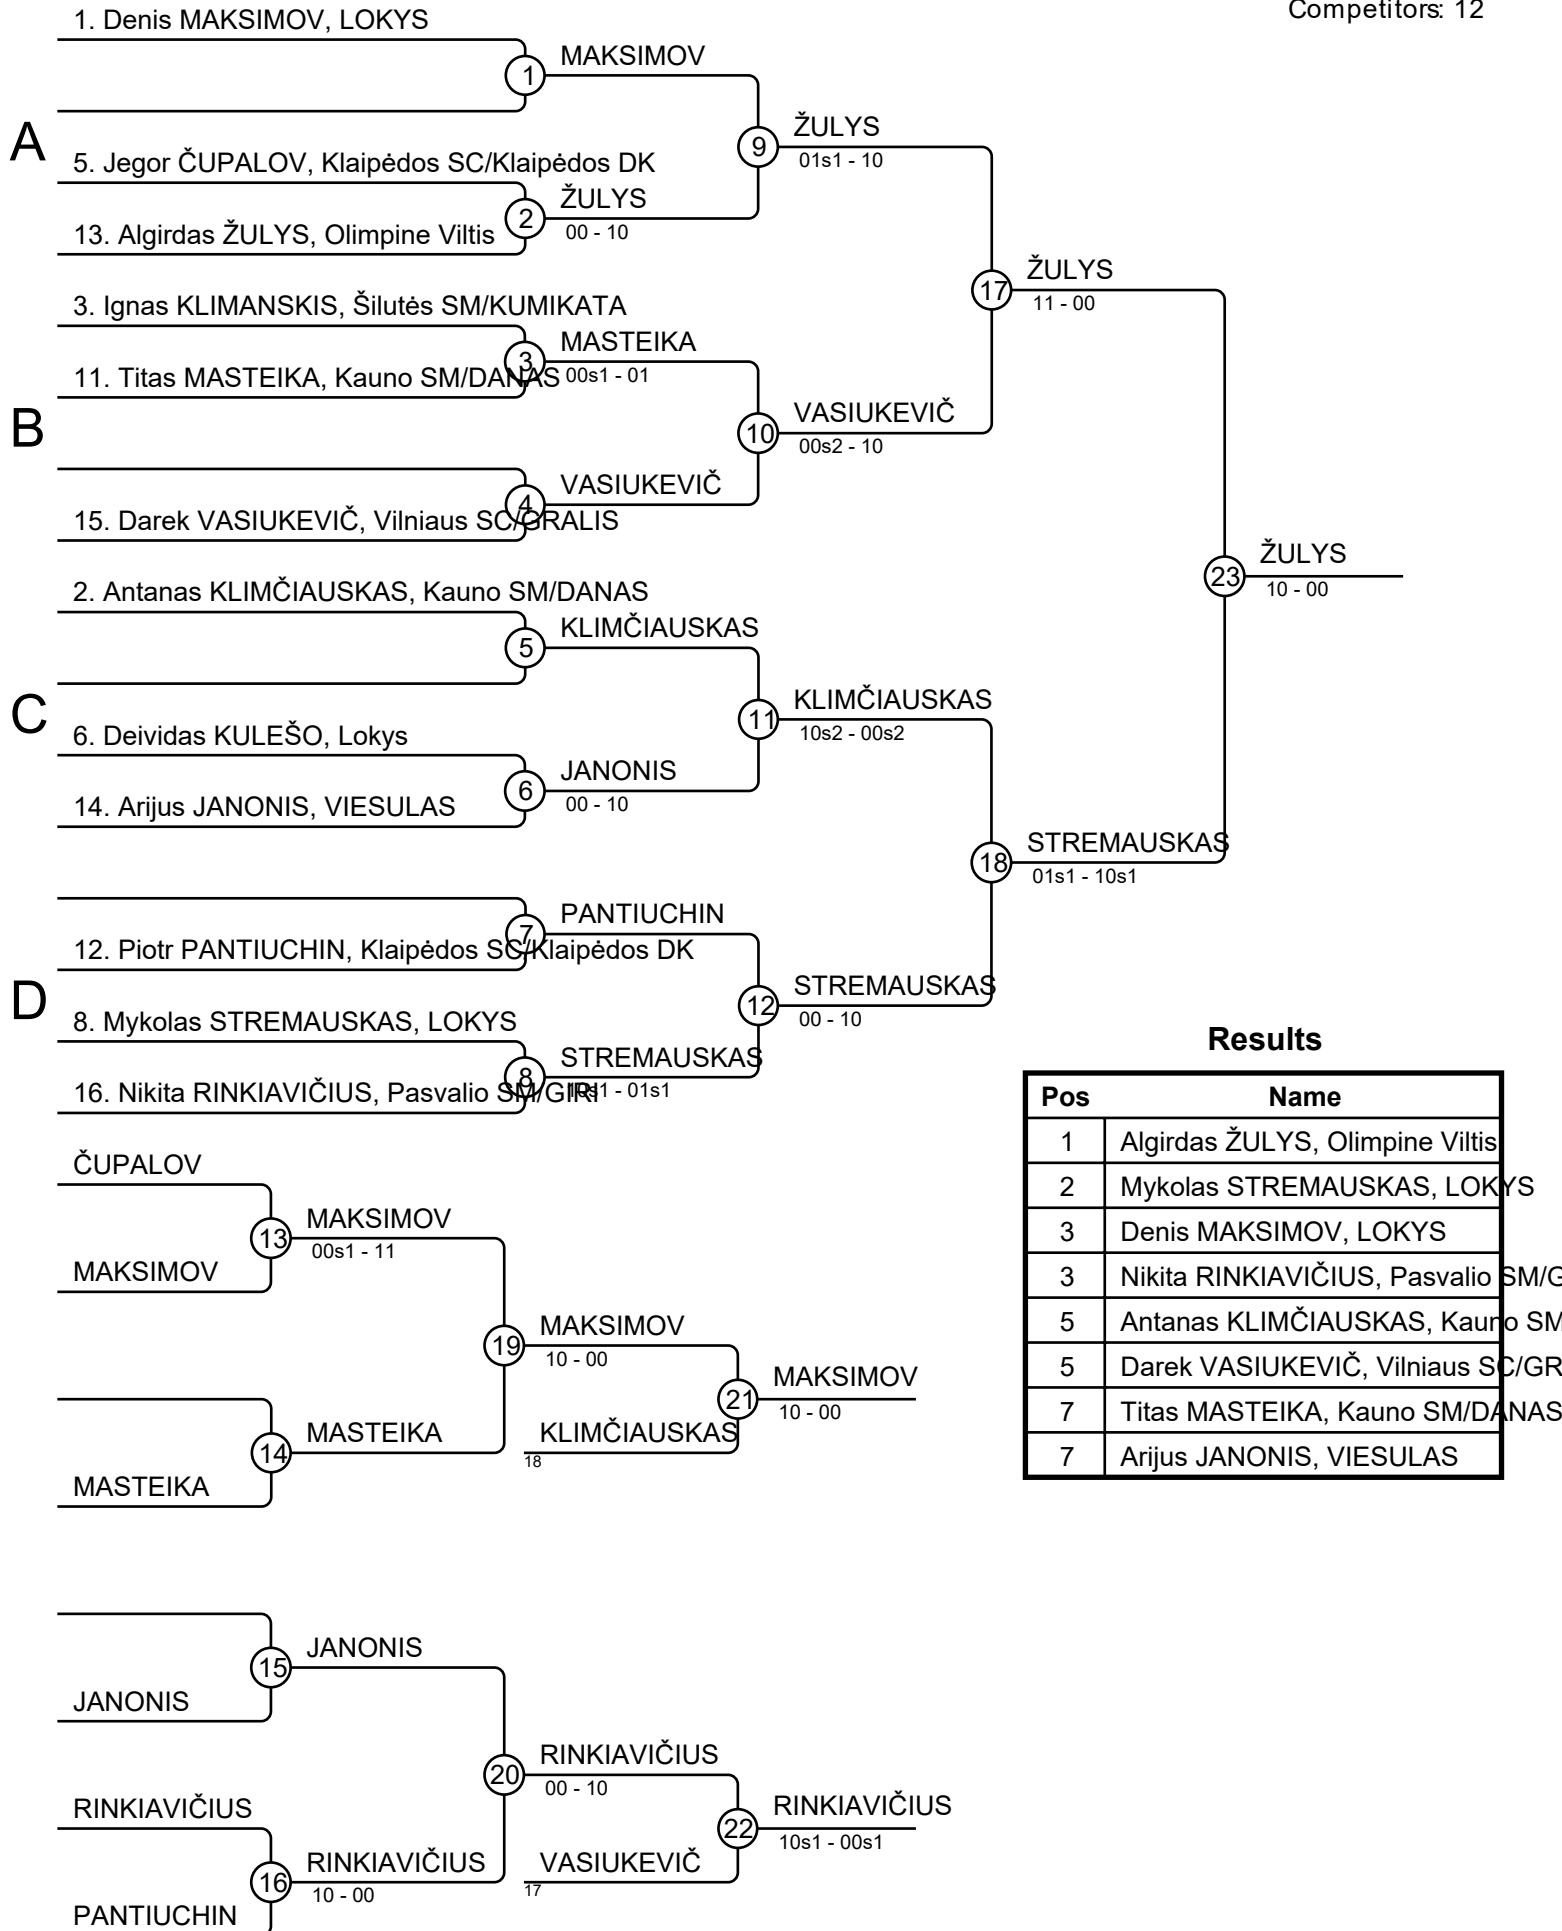 Competitors: 12
1. Denis MAKSIMOV, LOKYS
1
MAKSIMOV
A
9
ŽULYS
01s1 - 10
5. Jegor ČUPALOV, Klaipėdos SC/Klaipėdos DK
2
ŽULYS
00 - 10
13. Algirdas ŽULYS, Olimpine Viltis
17
ŽULYS
11 - 00
3. Ignas KLIMANSKIS, Šilutės SM/KUMIKATA
3
MASTEIKA
00s1 - 01
11. Titas MASTEIKA, Kauno SM/DANAS
B
10
VASIUKEVIČ
00s2 - 10
4
VASIUKEVIČ
15. Darek VASIUKEVIČ, Vilniaus SC/GRALIS
23
ŽULYS
10 - 00
2. Antanas KLIMČIAUSKAS, Kauno SM/DANAS
5
KLIMČIAUSKAS
C
11
KLIMČIAUSKAS
10s2 - 00s2
6. Deividas KULEŠO, Lokys
6
JANONIS
00 - 10
14. Arijus JANONIS, VIESULAS
18
STREMAUSKAS
01s1 - 10s1
7
PANTIUCHIN
12. Piotr PANTIUCHIN, Klaipėdos SC/Klaipėdos DK
D
12
STREMAUSKAS
00 - 10
8. Mykolas STREMAUSKAS, LOKYS
8
STREMAUSKAS
10s1 - 01s1
16. Nikita RINKIAVIČIUS, Pasvalio SM/GIRI
Results
Pos Name
1 Algirdas ŽULYS, Olimpine Viltis
2 Mykolas STREMAUSKAS, LOKYS
3 Denis MAKSIMOV, LOKYS
3 Nikita RINKIAVIČIUS, Pasvalio SM/G
5 Antanas KLIMČIAUSKAS, Kauno SM
5 Darek VASIUKEVIČ, Vilniaus SC/GR
7 Titas MASTEIKA, Kauno SM/DANAS
7 Arijus JANONIS, VIESULAS
ČUPALOV
13
MAKSIMOV
00s1 - 11
MAKSIMOV
19
MAKSIMOV
10 - 00
21
MAKSIMOV
10 - 00
14
MASTEIKA
KLIMČIAUSKAS
18
MASTEIKA
15
JANONIS
JANONIS
20
RINKIAVIČIUS
00 - 10
RINKIAVIČIUS
22
RINKIAVIČIUS
10s1 - 00s1
16
RINKIAVIČIUS
10 - 00
VASIUKEVIČ
17
PANTIUCHIN